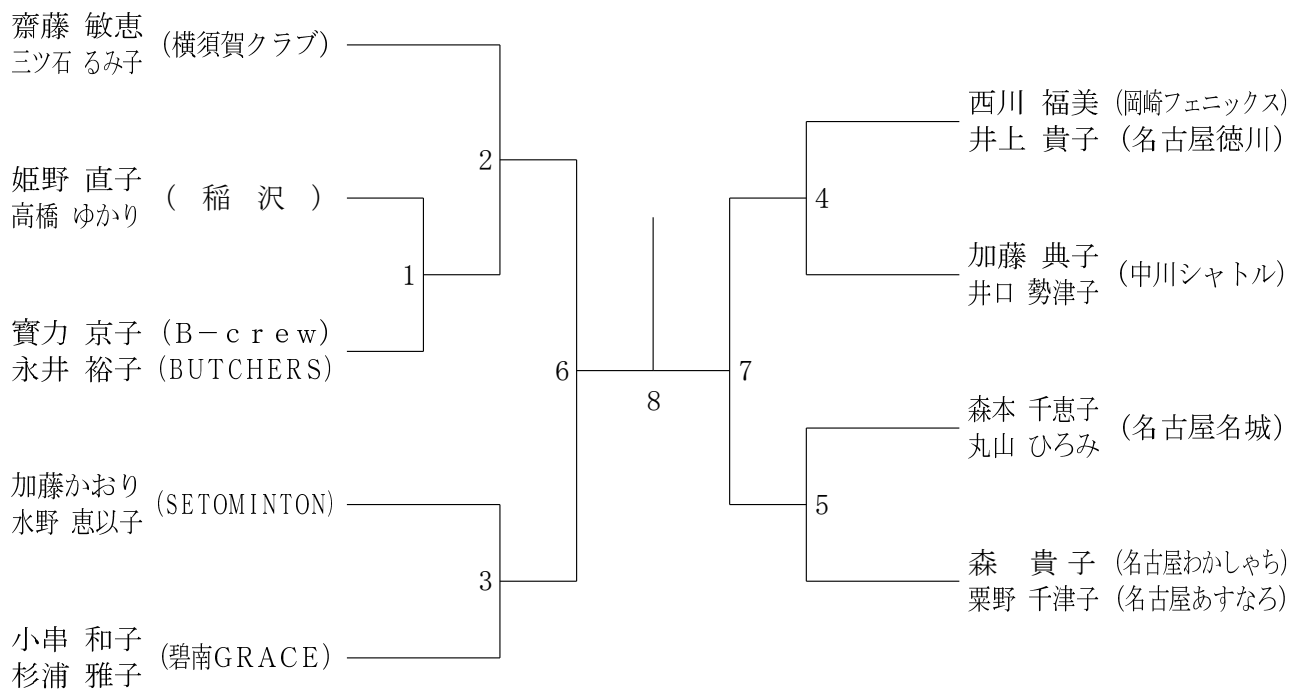 齋藤 敏恵
三ツ石 るみ子
(横須賀クラブ)
姫野 直子
高橋 ゆかり
( 稲 沢 )
寳力 京子 (B-crew)
永井 裕子 (BUTCHERS)
加藤かおり
水野 恵以子
(SETOMINTON)
小串 和子
杉浦 雅子
(碧南GRACE)
2
1
3
6
8
7
4
5
西川 福美 (岡崎フェニックス)
井上 貴子 (名古屋徳川)
加藤 典子
井口 勢津子
(中川シャトル)
森本 千恵子
丸山 ひろみ
(名古屋名城)
森 貴子 (名古屋わかしゃち)
粟野 千津子 (名古屋あすなろ)